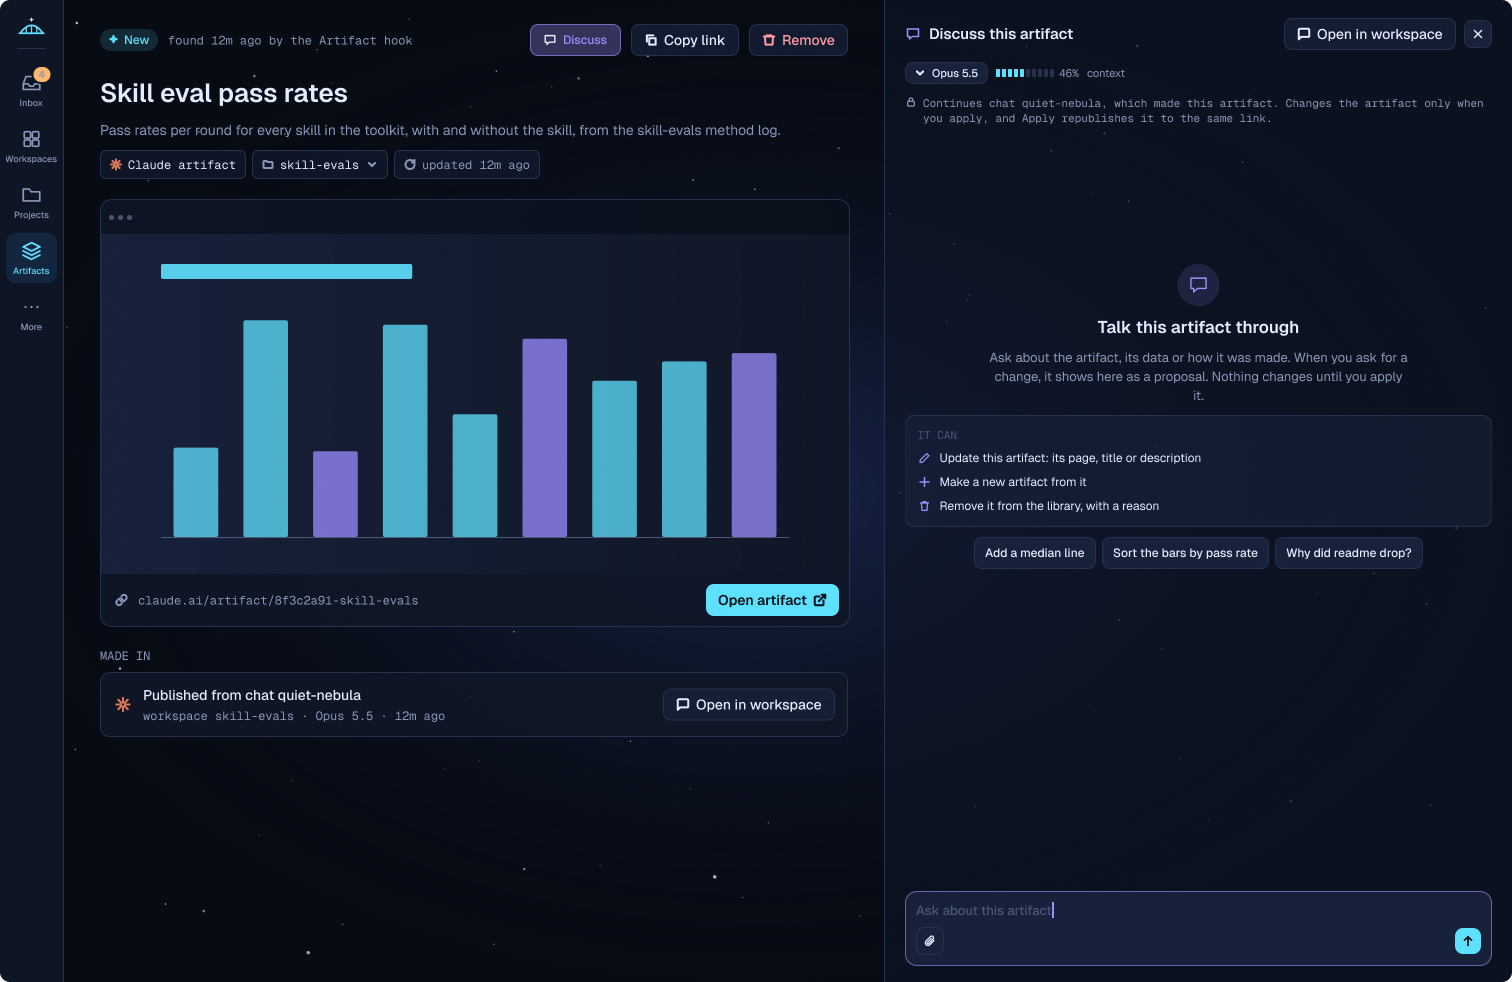 New
found 12m ago by the Artifact hook
Discuss
Copy link
Remove
4
Inbox
Workspaces
Projects
Artifacts
More
Skill eval pass rates
Pass rates per round for every skill in the toolkit, with and without the skill, from the skill-evals method log.
Claude artifact
skill-evals
updated 12m ago
claude.ai/artifact/8f3c2a91-skill-evals
Open artifact
MADE IN
Published from chat quiet-nebula
workspace skill-evals · Opus 5.5 · 12m ago
Open in workspace
Discuss this artifact
Open in workspace
Opus 5.5
46% context
Continues chat quiet-nebula, which made this artifact. Changes the artifact only when
you apply, and Apply republishes it to the same link.
Talk this artifact through
Ask about the artifact, its data or how it was made. When you ask for a
change, it shows here as a proposal. Nothing changes until you apply
it.
IT CAN
Update this artifact: its page, title or description
Make a new artifact from it
Remove it from the library, with a reason
Add a median line
Sort the bars by pass rate
Why did readme drop?
Ask about this artifact